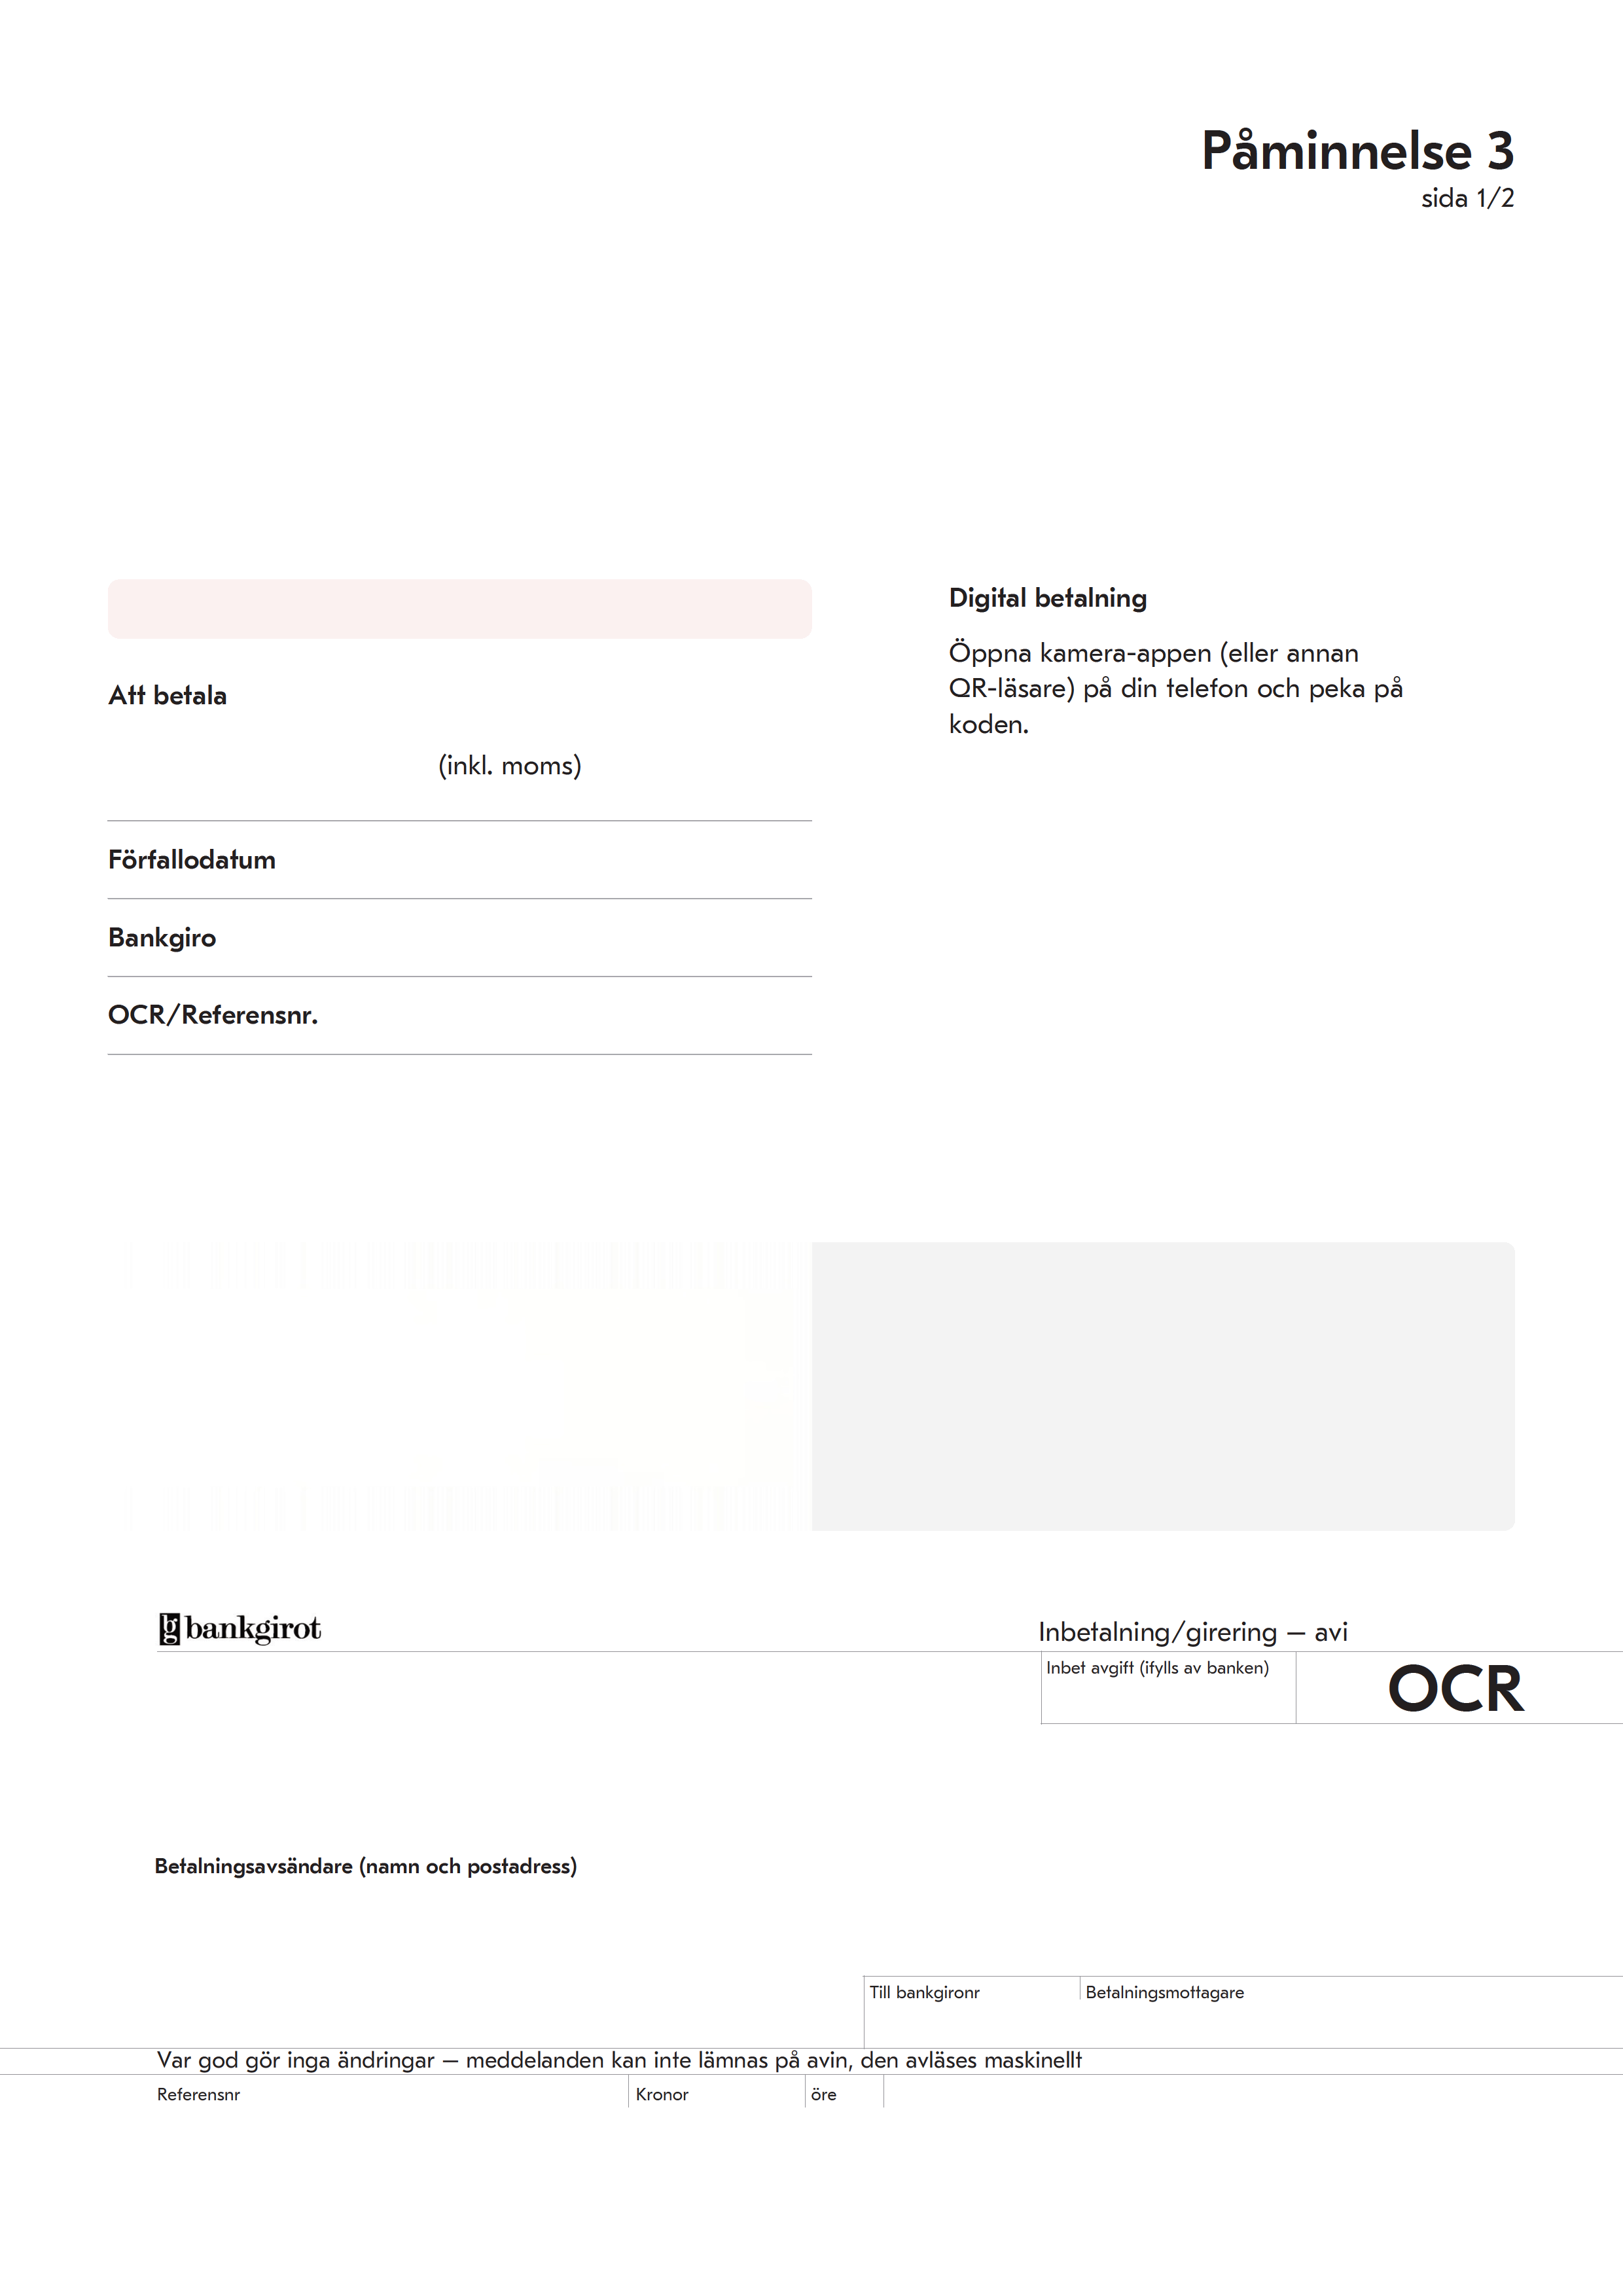 Påminnelse 3
sida 1/2
Digital betalning
Öppna kamera-appen (eller annan
QR-läsare) på din telefon och peka på
koden.
Att betala
(inkl. moms)
Förfallodatum
Bankgiro
OCR/Referensnr.
bg bankgirot
Inbetalning/girering – avi
Inbet avgift (ifylls av banken)
OCR
Betalningsavsändare (namn och postadress)
Till bankgironr
Betalningsmottagare
Var god gör inga ändringar – meddelanden kan inte lämnas på avin, den avläses maskinellt
Referensnr
Kronor
öre